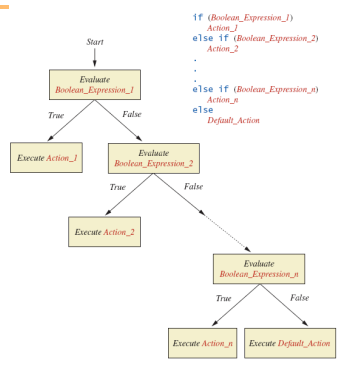 if (Boolean_Expression_1)
Action_1
else if (Boolean_Expression_2)
Action_2
.
.
.
else if (Boolean_Expression_n)
Action_n
else
Default_Action
Start
Evaluate
Boolean_Expression_1
True
False
Execute Action_1
Evaluate
Boolean_Expression_2
True
False
Execute Action_2
Evaluate
Boolean_Expression_n
True
False
Execute Action_n
Execute Default_Action